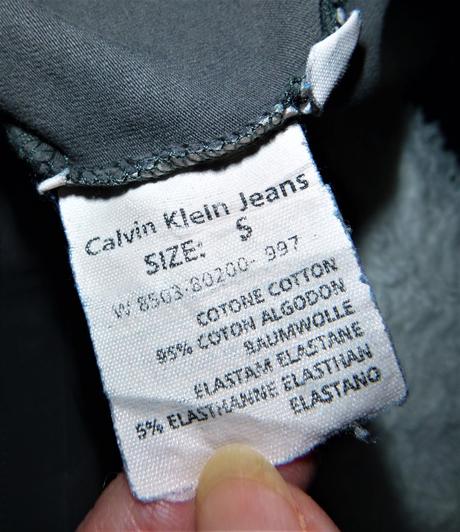 Calvin Klein Jeans
SIZE: S
W 8503-80200-997
COTONE COTTON
95% COTON ALGODON
BAUMWOLLE
ELASTAM ELASTANE
5% ELASTHANNE ELASTHAN
ELASTANO